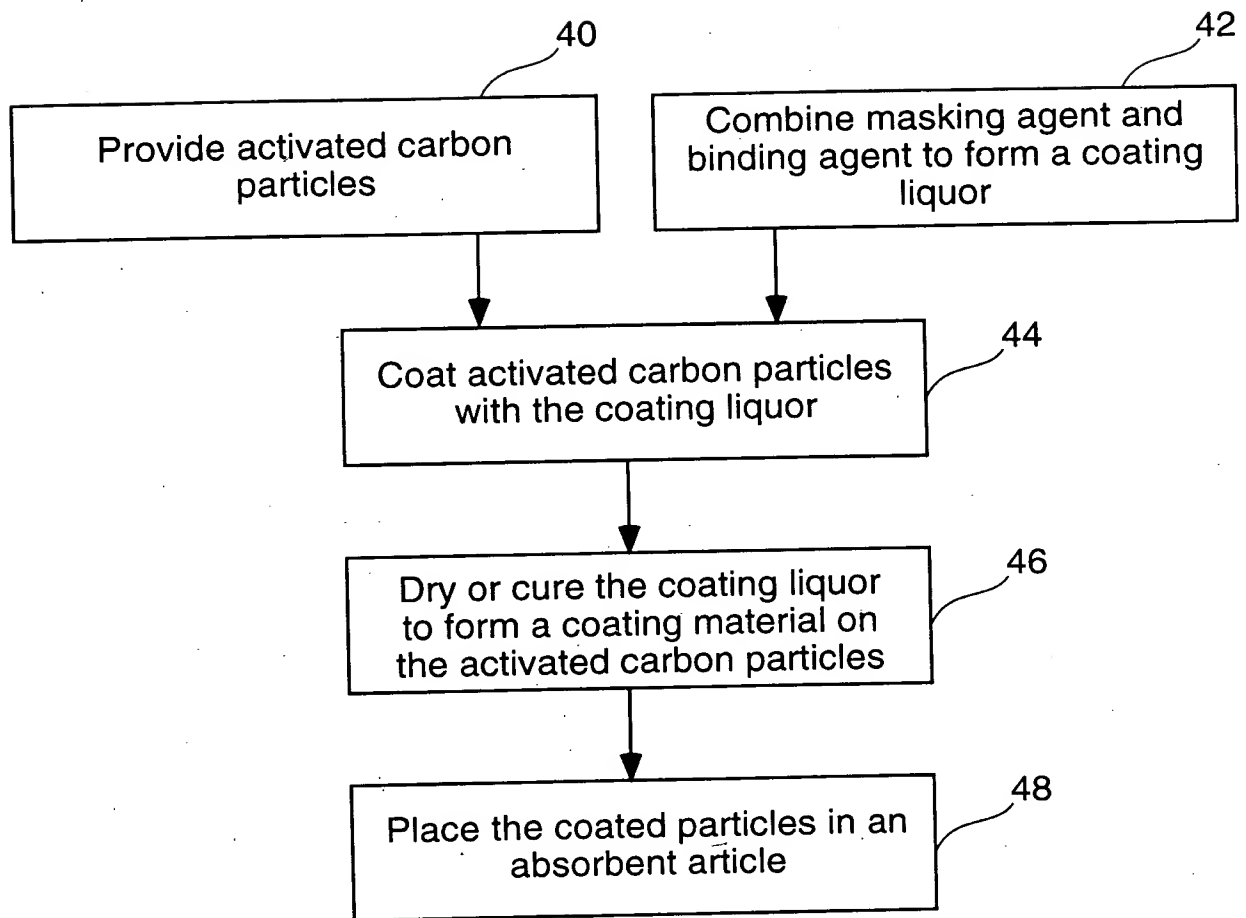 40
42
Provide activated carbon
particles
Combine masking agent and
binding agent to form a coating
liquor
44
Coat activated carbon particles
with the coating liquor
46
Dry or cure the coating liquor
to form a coating material on
the activated carbon particles
48
Place the coated particles in an
absorbent article